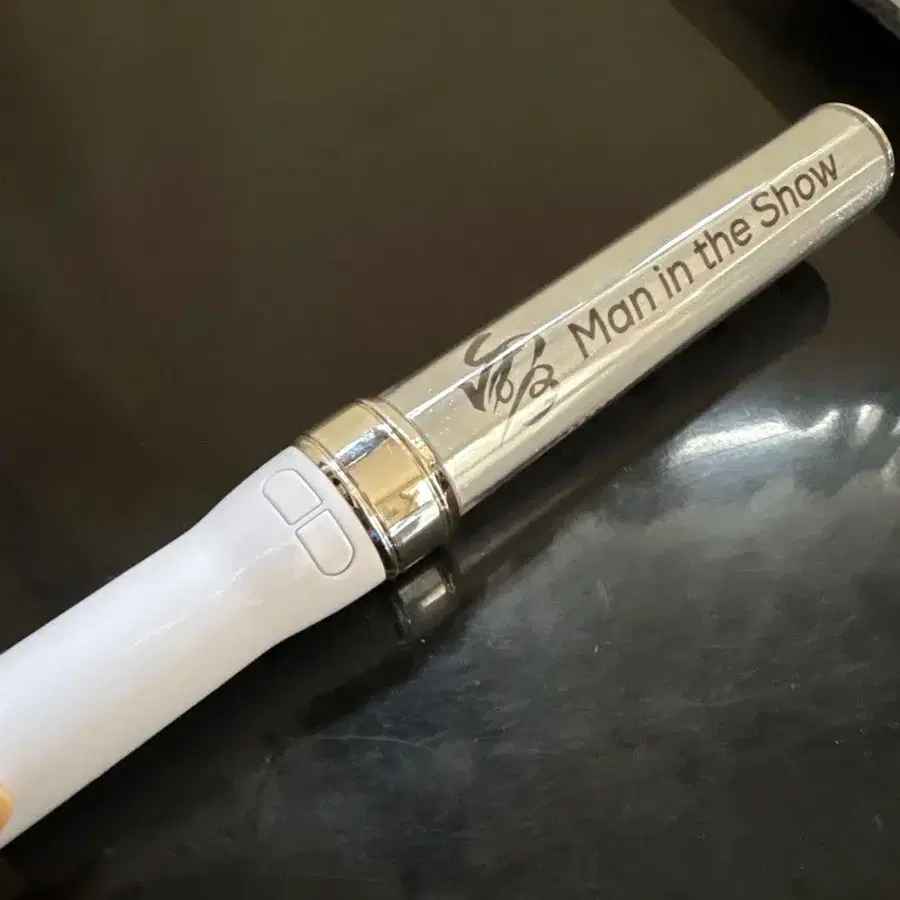 Man in the Show